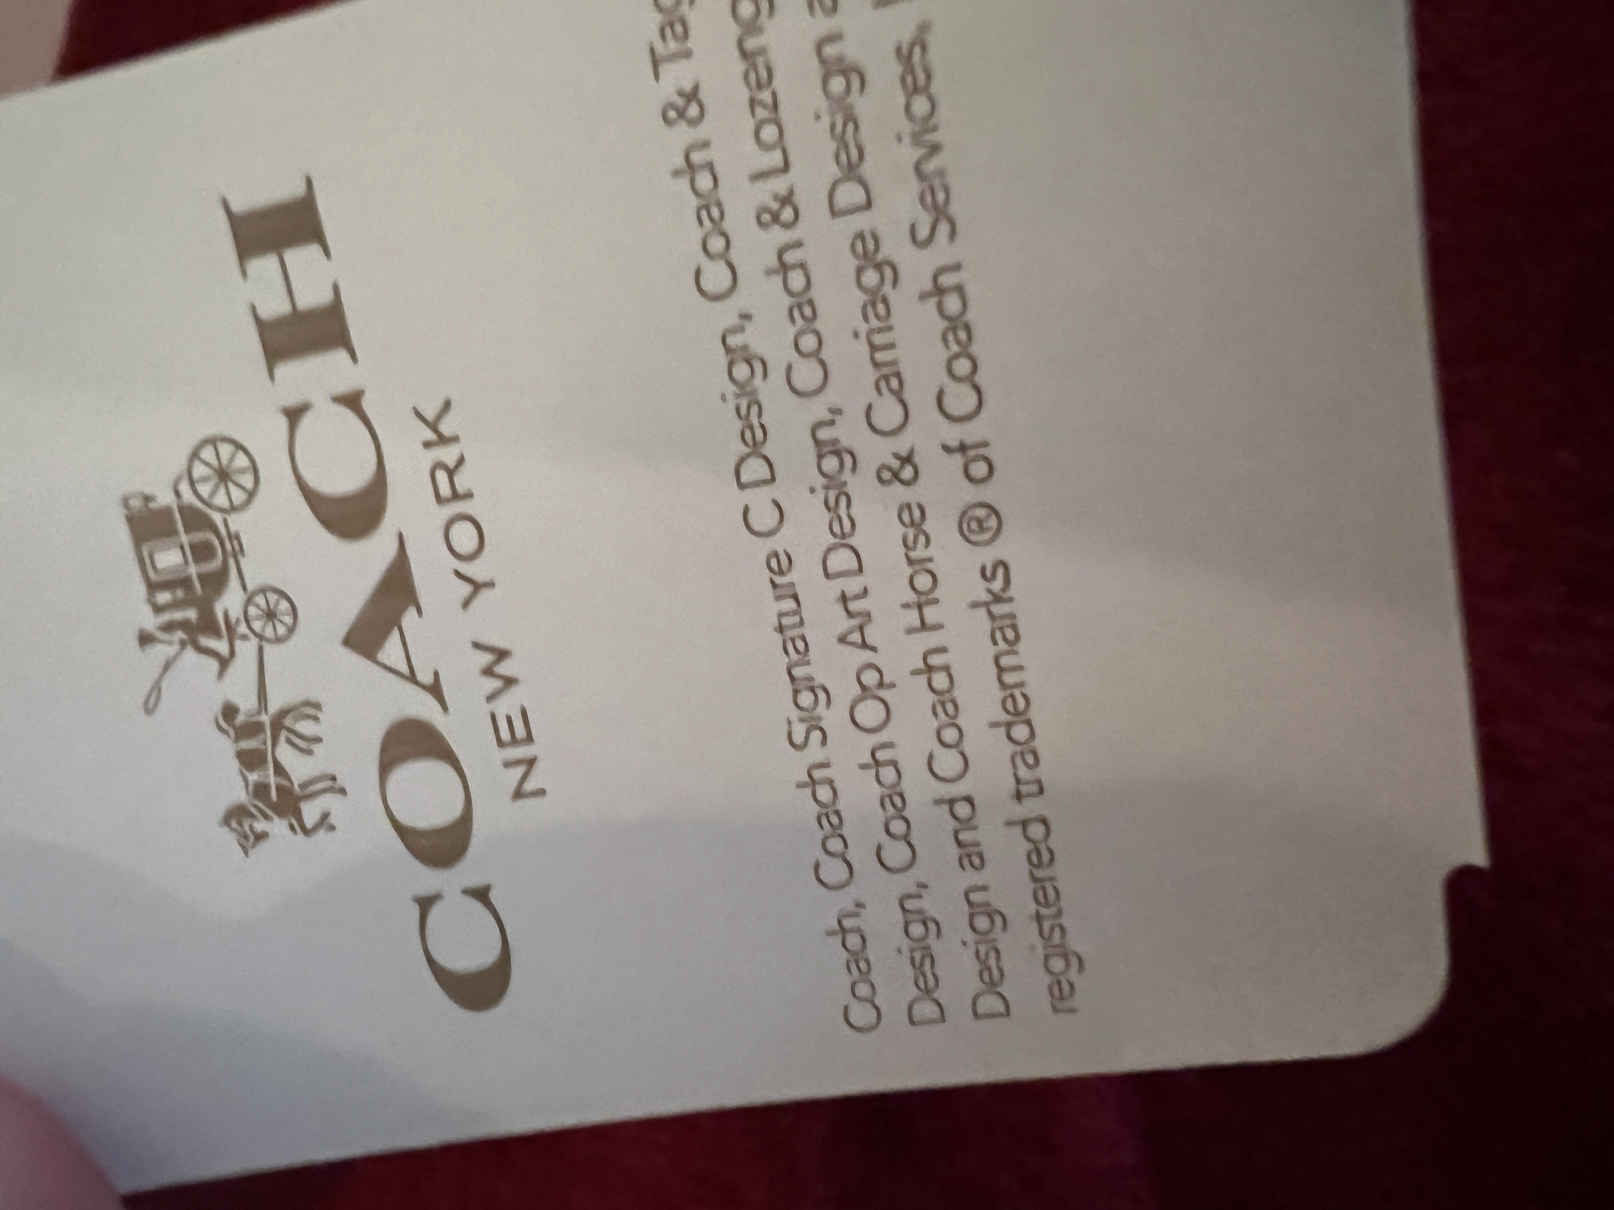 COACH
NEW YORK
Coach, Coach Signature C Design, Coach & Tag
Design, Coach Op Art Design, Coach & Lozeng
Design and Coach Horse & Carriage Design a
registered trademarks ® of Coach Services,